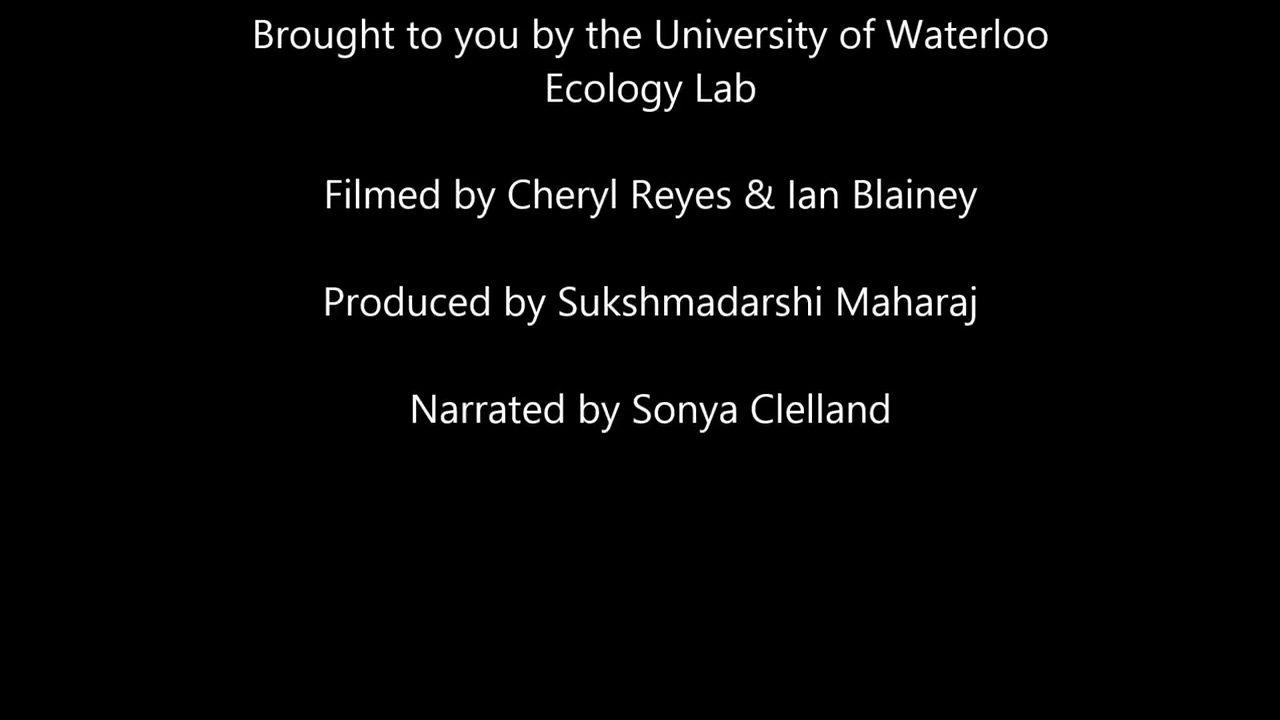 Brought to you by the University of Waterloo
Ecology Lab
Filmed by Cheryl Reyes & Ian Blainey
Produced by Sukshmadarshi Maharaj
Narrated by Sonya Clelland